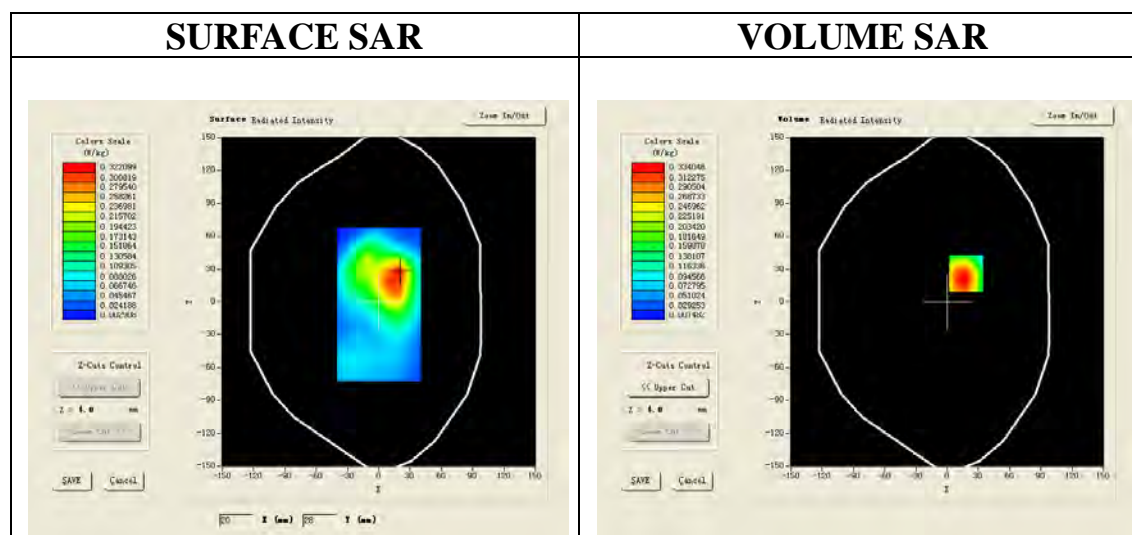 SURFACE SAR
VOLUME SAR
Surface Radiated Intensity
Zoom In/Out
Colors Scale
(W/kg)
0.322099
0.300819
0.279540
0.258261
0.236981
0.215702
0.194423
0.173143
0.151864
0.130584
0.109305
0.088026
0.066746
0.045467
0.024188
150
120
90
60
30
0
-30
-60
-90
-120
-150
-150 -120 -90 -60 -30 0 30 60 90 120 150
Z-Cuts Control
<< Upper Cut
Z = 4.0 mm
SAVE
Cancel
20 X (mm) 28 Y (mm)
Volume Radiated Intensity
Zoom In/Out
Colors Scale
(W/kg)
0.334048
0.312275
0.290504
0.268733
0.246962
0.225191
0.203420
0.181649
0.159878
0.138107
0.116336
0.094566
0.072795
0.051024
0.029253
150
120
90
60
30
0
-30
-60
-90
-120
-150
-150 -120 -90 -60 -30 0 30 60 90 120 150
Z-Cuts Control
<< Upper Cut
Z = 4.0 mm
SAVE
Cancel